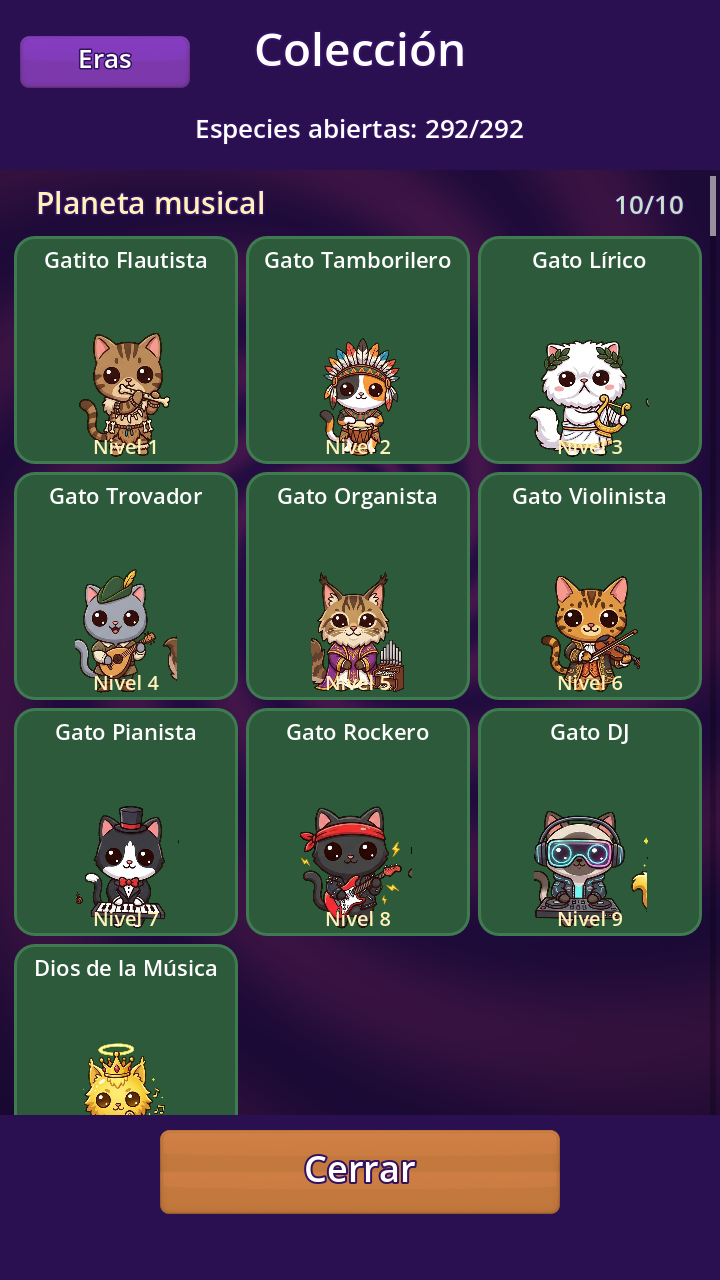 Eras
Colección
Especies abiertas: 292/292
Planeta musical
10/10
Gatito Flautista
Nivel 1
Gato Tamborilero
Nivel 2
Gato Lírico
Nivel 3
Gato Trovador
Nivel 4
Gato Organista
Nivel 5
Gato Violinista
Nivel 6
Gato Pianista
Nivel 7
Gato Rockero
Nivel 8
Gato DJ
Nivel 9
Dios de la Música
Cerrar